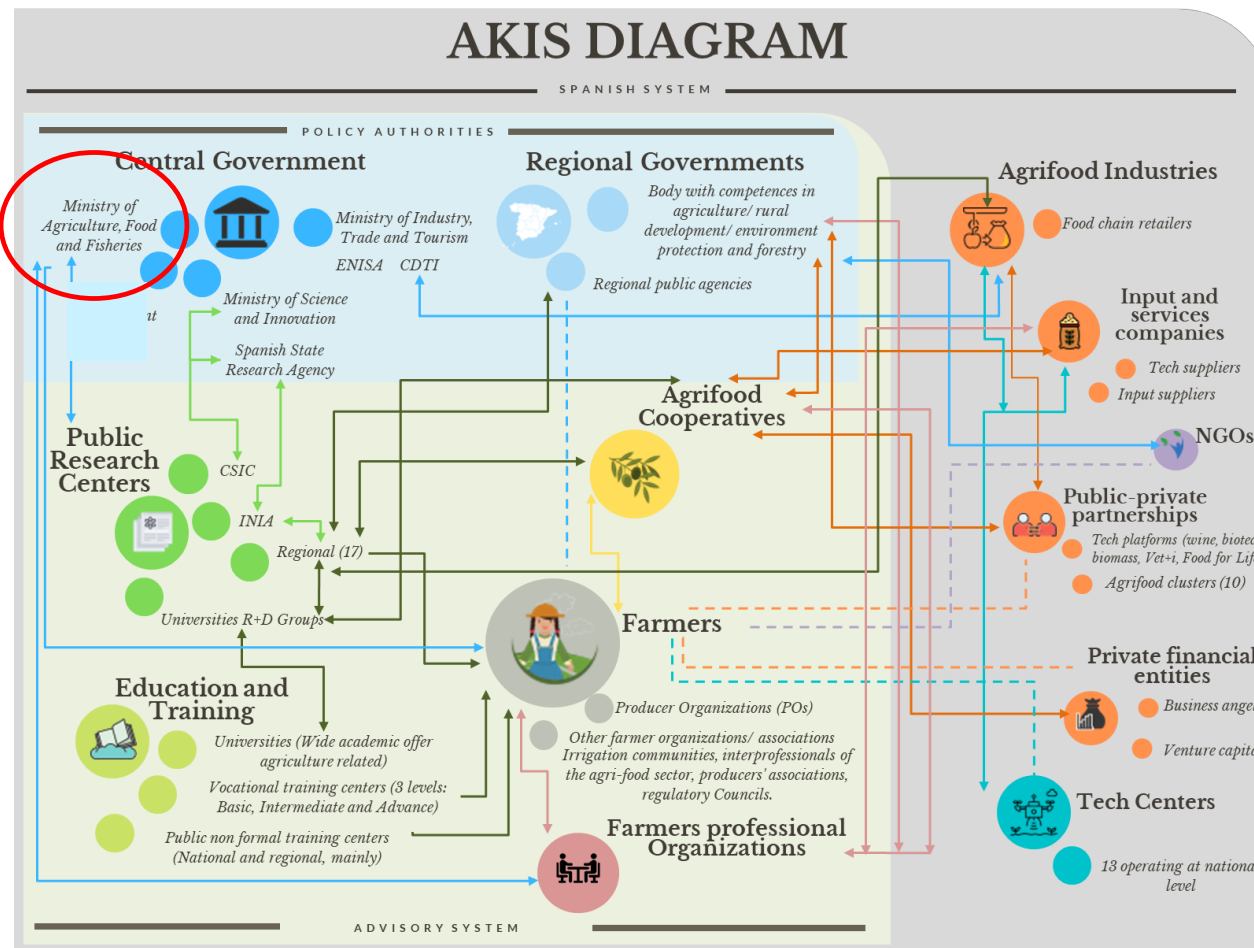 AKIS DIAGRAM
SPANISH SYSTEM
POLICY AUTHORITIES
Central Government
Ministry of
Agriculture, Food
and Fisheries
Ministry of Industry,
Trade and Tourism
ENISA CDTI
nt
Ministry of Science
and Innovation
Spanish State
Research Agency
Regional Governments
Body with competences in
agriculture/ rural
development/ environment
protection and forestry
Regional public agencies
Agrifood Industries
Food chain retailers
Input and
services
companies
Tech suppliers
Input suppliers
Agrifood
Cooperatives
NGOs
Public
Research
Centers
CSIC
INIA
Regional (17)
Universities R+D Groups
Public-private
partnerships
Tech platforms (wine, biotec
biomass, Vet+i, Food for Lif
Agrifood clusters (10)
Farmers
Producer Organizations (POs)
Other farmer organizations/ associations
Irrigation communities, interprofessionals of
the agri-food sector, producers' associations,
regulatory Councils.
Private financial
entities
Business ange
Venture capit
Education and
Training
Universities (Wide academic offer
agriculture related)
Vocational training centers (3 levels:
Basic, Intermediate and Advance)
Public non formal training centers
(National and regional, mainly)
Farmers professional
Organizations
Tech Centers
13 operating at nationa
level
ADVISORY SYSTEM